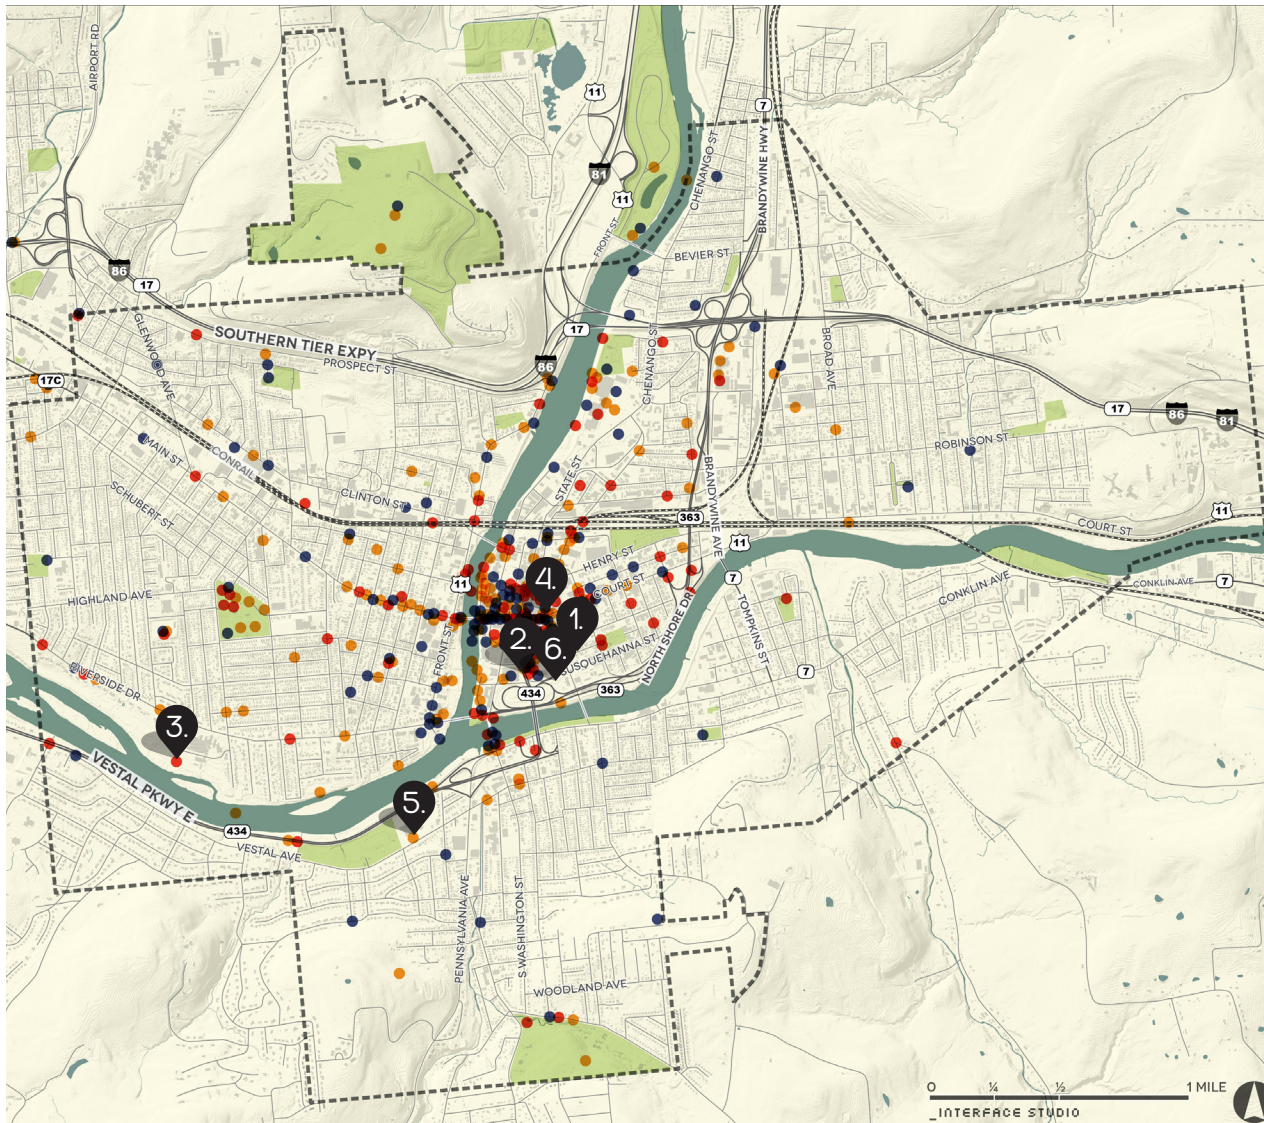 AIRPORT RD
11
7
CHENANGO ST
BRANDYWINE HWY
81
11
FRONT ST
BEVIER ST
86
17
GLENWOOD AVE
SOUTHERN TIER EXPY
PROSPECT ST
17
86
CHENANGO ST
BROAD AVE
17C
17
86
81
MAIN ST
CONRAIL
ROBINSON ST
SCHUBERT ST
CLINTON ST
STATE ST
BRANDYWINE AVE
363
COURT ST
11
11
HENRY ST
7
CONKLIN AVE
CONKLIN AVE
7
11
4.
COURT ST
HIGHLAND AVE
TOMPKINS ST
1.
2.
6.
FRONT ST
SUSQUEHANNA ST
NORTH SHORE DR
7
RIVERSIDE DR
434
363
3.
VESTAL PKWY E
5.
434
VESTAL AVE
PENNSYLVANIA AVE
S WASHINGTON ST
WOODLAND AVE
0 ¼ ½ 1 MILE
_INTERFACE STUDIO